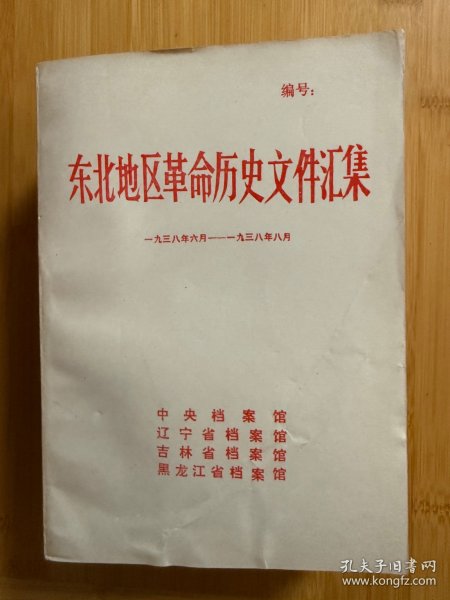 编号：
东北地区革命历史文件汇集
一九三八年六月——一九三八年八月
中央档案馆
辽宁省档案馆
吉林省档案馆
黑龙江省档案馆
孔夫子旧书网
www.kongfz.com